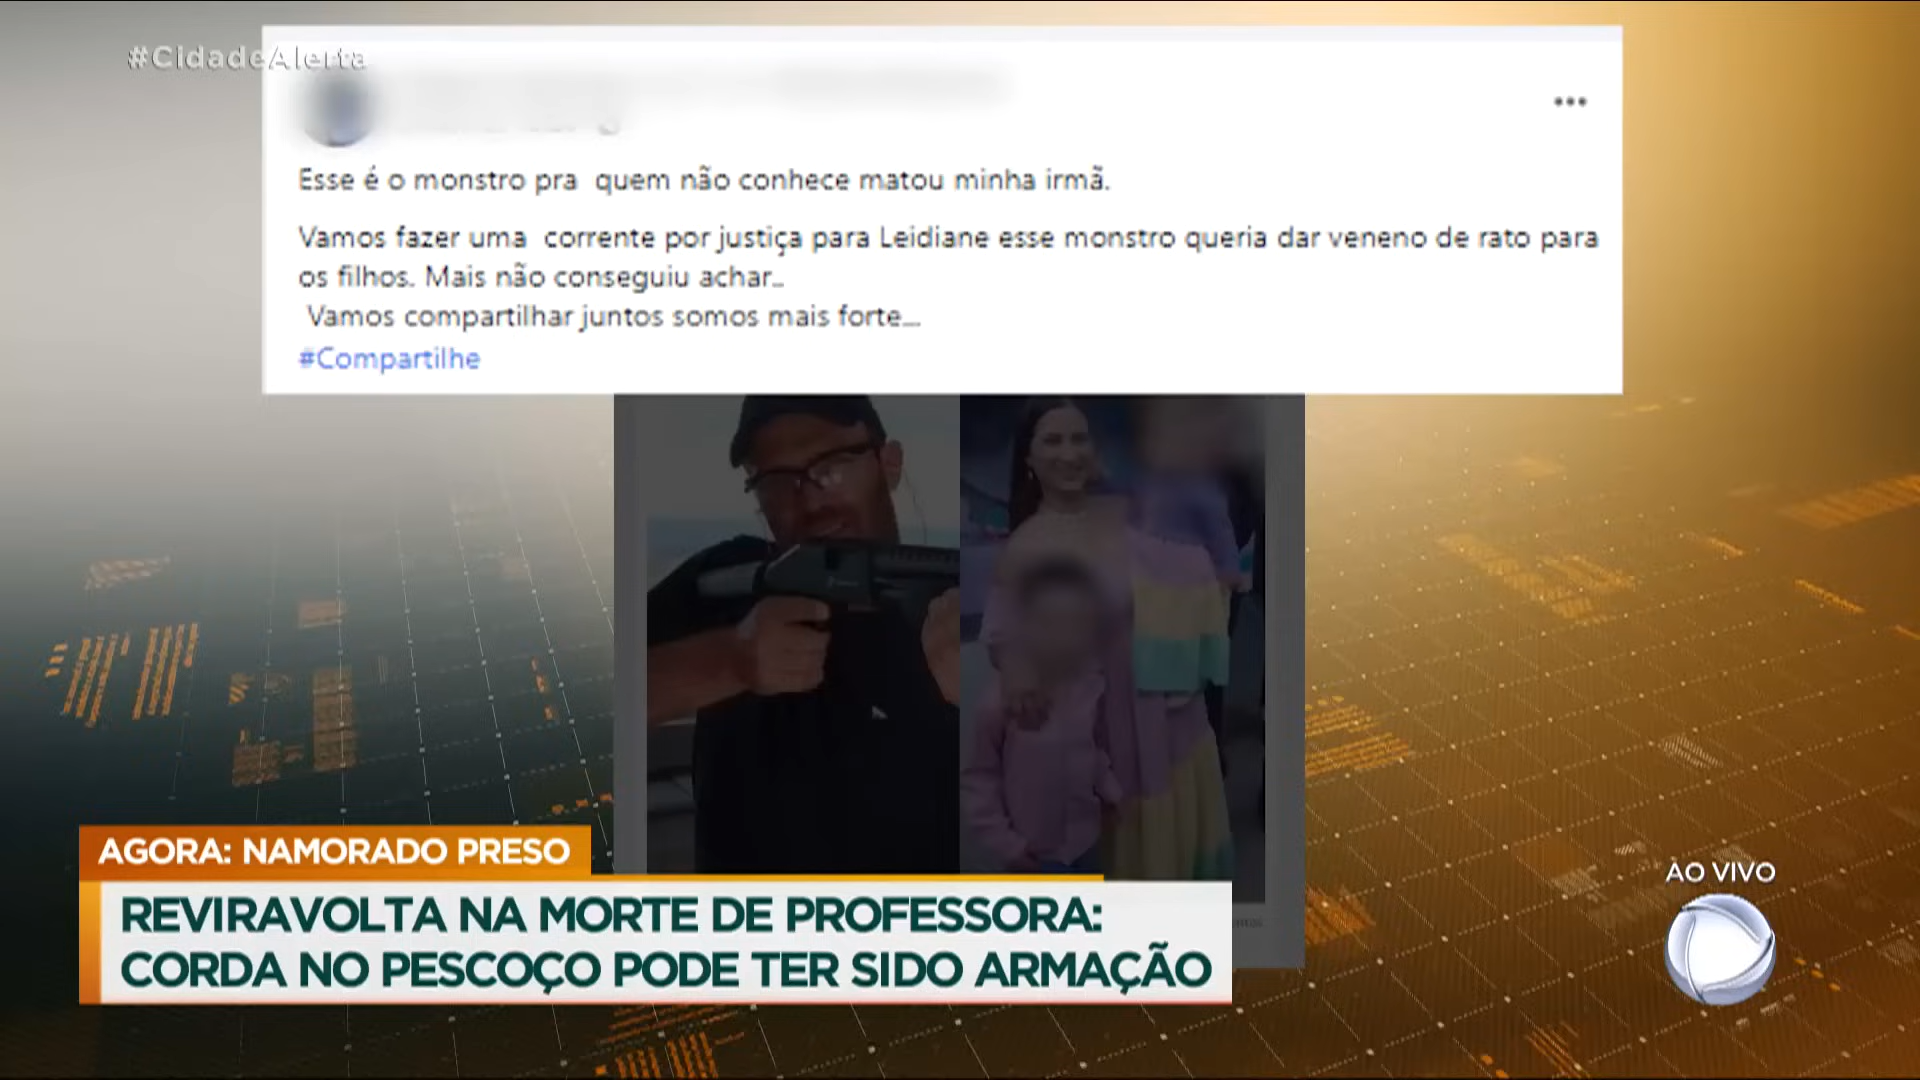 #CidadeAlerta
Esse é o monstro pra quem não conhece matou minha irmã.
Vamos fazer uma corrente por justiça para Leidiane esse monstro queria dar veneno de rato para
os filhos. Mais não conseguiu achar..
Vamos compartilhar juntos somos mais forte...
#Compartilhe
AGORA: NAMORADO PRESO
REVIRAVOLTA NA MORTE DE PROFESSORA:
CORDA NO PESCOÇO PODE TER SIDO ARMAÇÃO
AO VIVO